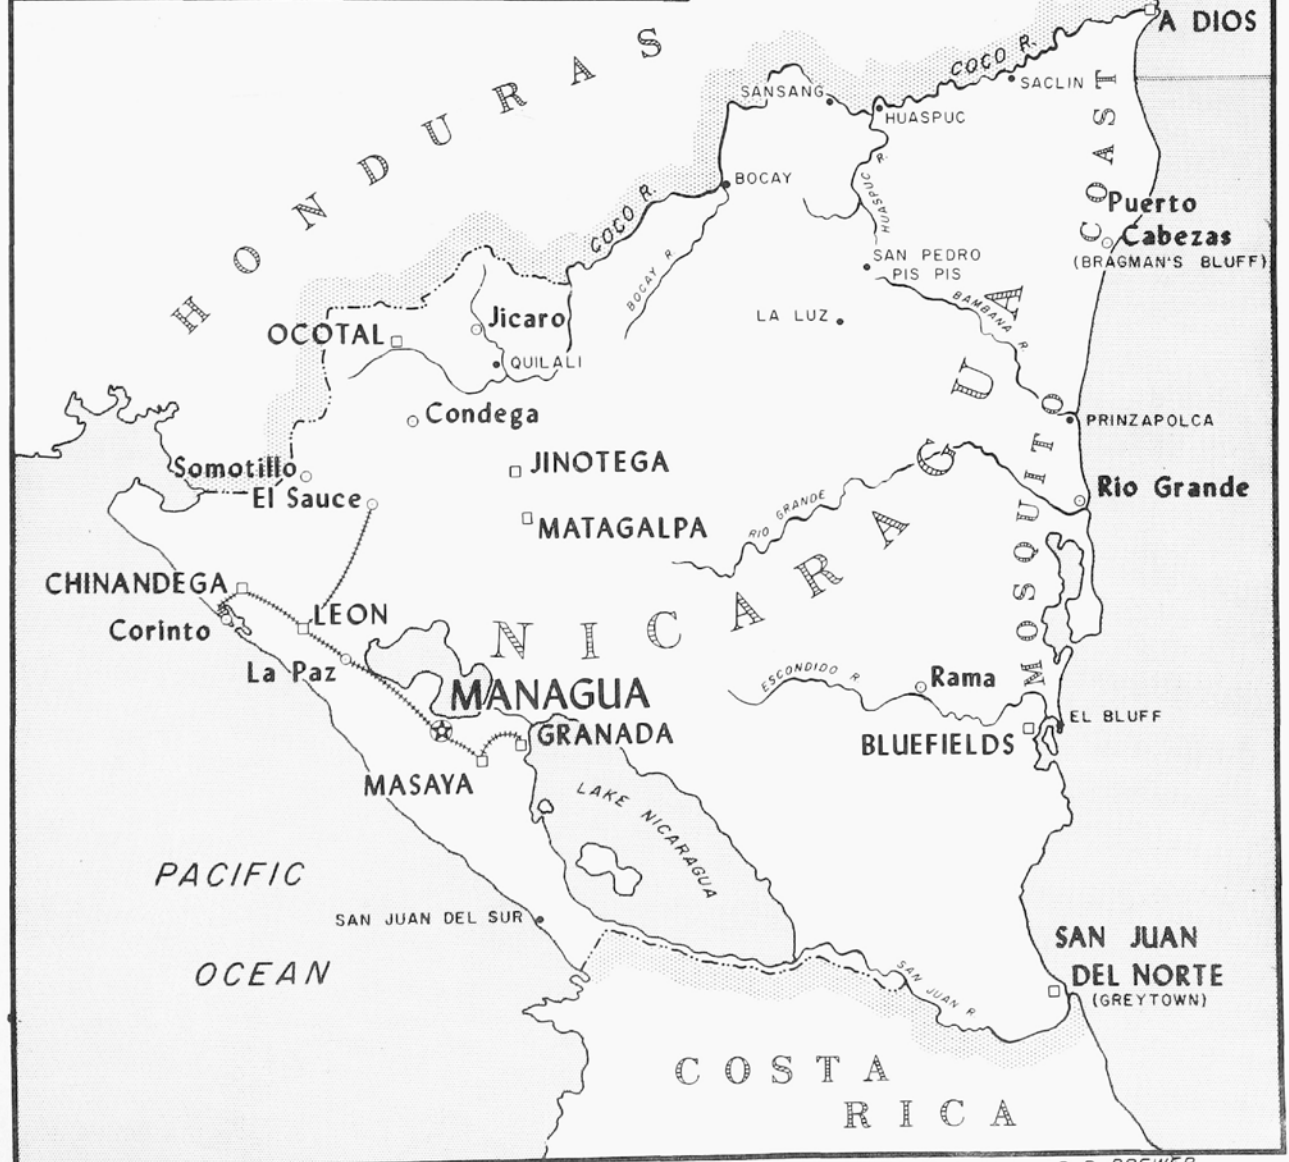 A DIOS
HONDURAS
COCO R.
SACLIN
SANSANG
HUASPUC
HUASPUC R.
COAST
BOCAY
COCO R.
BOCAY R.
Puerto
Cabezas
(BRAGMAN'S BLUFF)
SAN PEDRO
PIS PIS
BAMBANA R.
LA LUZ
OCOTAL
Jicaro
QUILALI
Condega
PRINZAPOLCA
Somotillo
El Sauce
JINOTEGA
MATAGALPA
RIO GRANDE
Rio Grande
MOSQUITO
NICARAGUA
CHINANDEGA
Corinto
LEON
La Paz
MANAGUA
GRANADA
MASAYA
ESCONDIDO R.
Rama
BLUEFIELDS
EL BLUFF
LAKE NICARAGUA
PACIFIC
OCEAN
SAN JUAN DEL SUR
SAN JUAN R.
SAN JUAN
DEL NORTE
(GREYTOWN)
COSTA
RICA